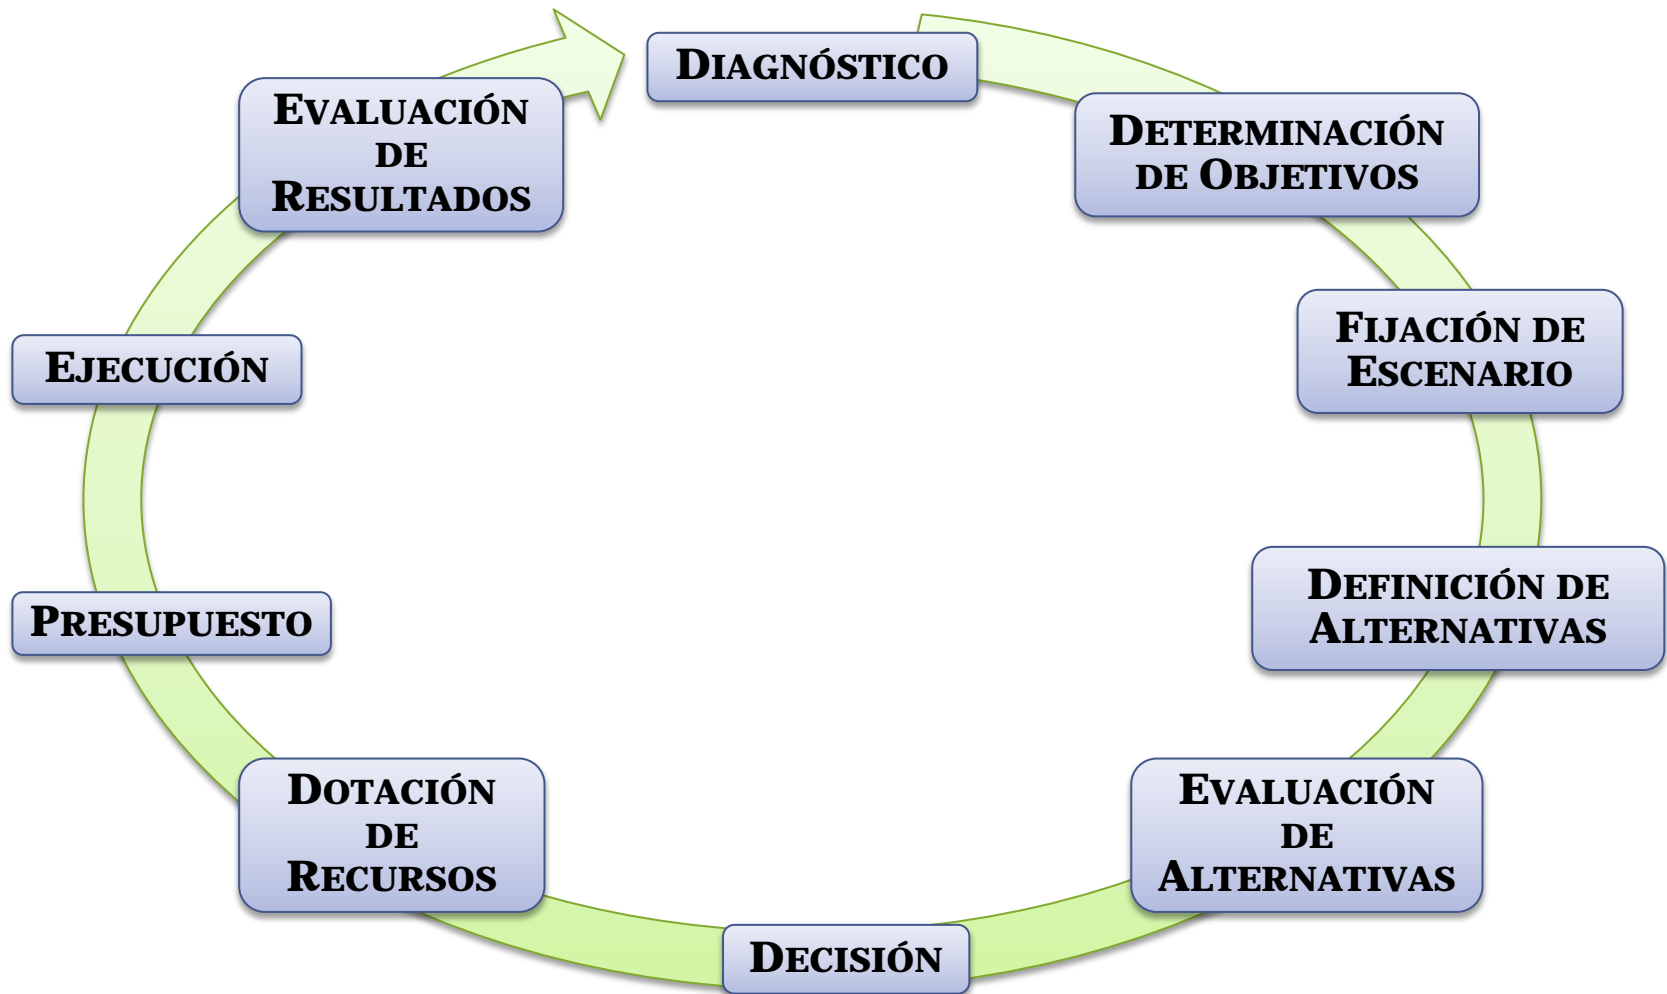 DIAGNÓSTICO
DETERMINACIÓN
DE OBJETIVOS
FIJACIÓN DE
ESCENARIO
DEFINICIÓN DE
ALTERNATIVAS
EVALUACIÓN
DE
ALTERNATIVAS
DECISIÓN
DOTACIÓN
DE
RECURSOS
PRESUPUESTO
EJECUCIÓN
EVALUACIÓN
DE
RESULTADOS